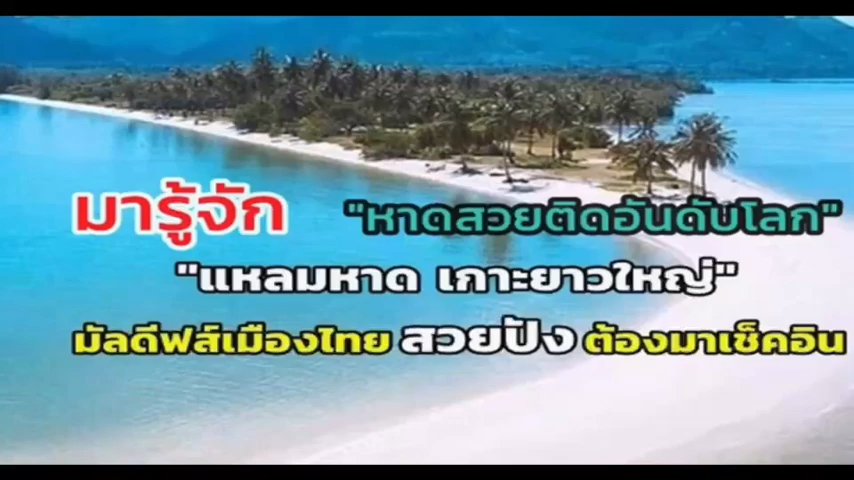 มารู้จัก "หาดสวยติดอันดับโลก"
"แหลมหาด เกาะยาวใหญ่"
มัลดีฟส์เมืองไทย สวยปัง ต้องมาเช็คอิน